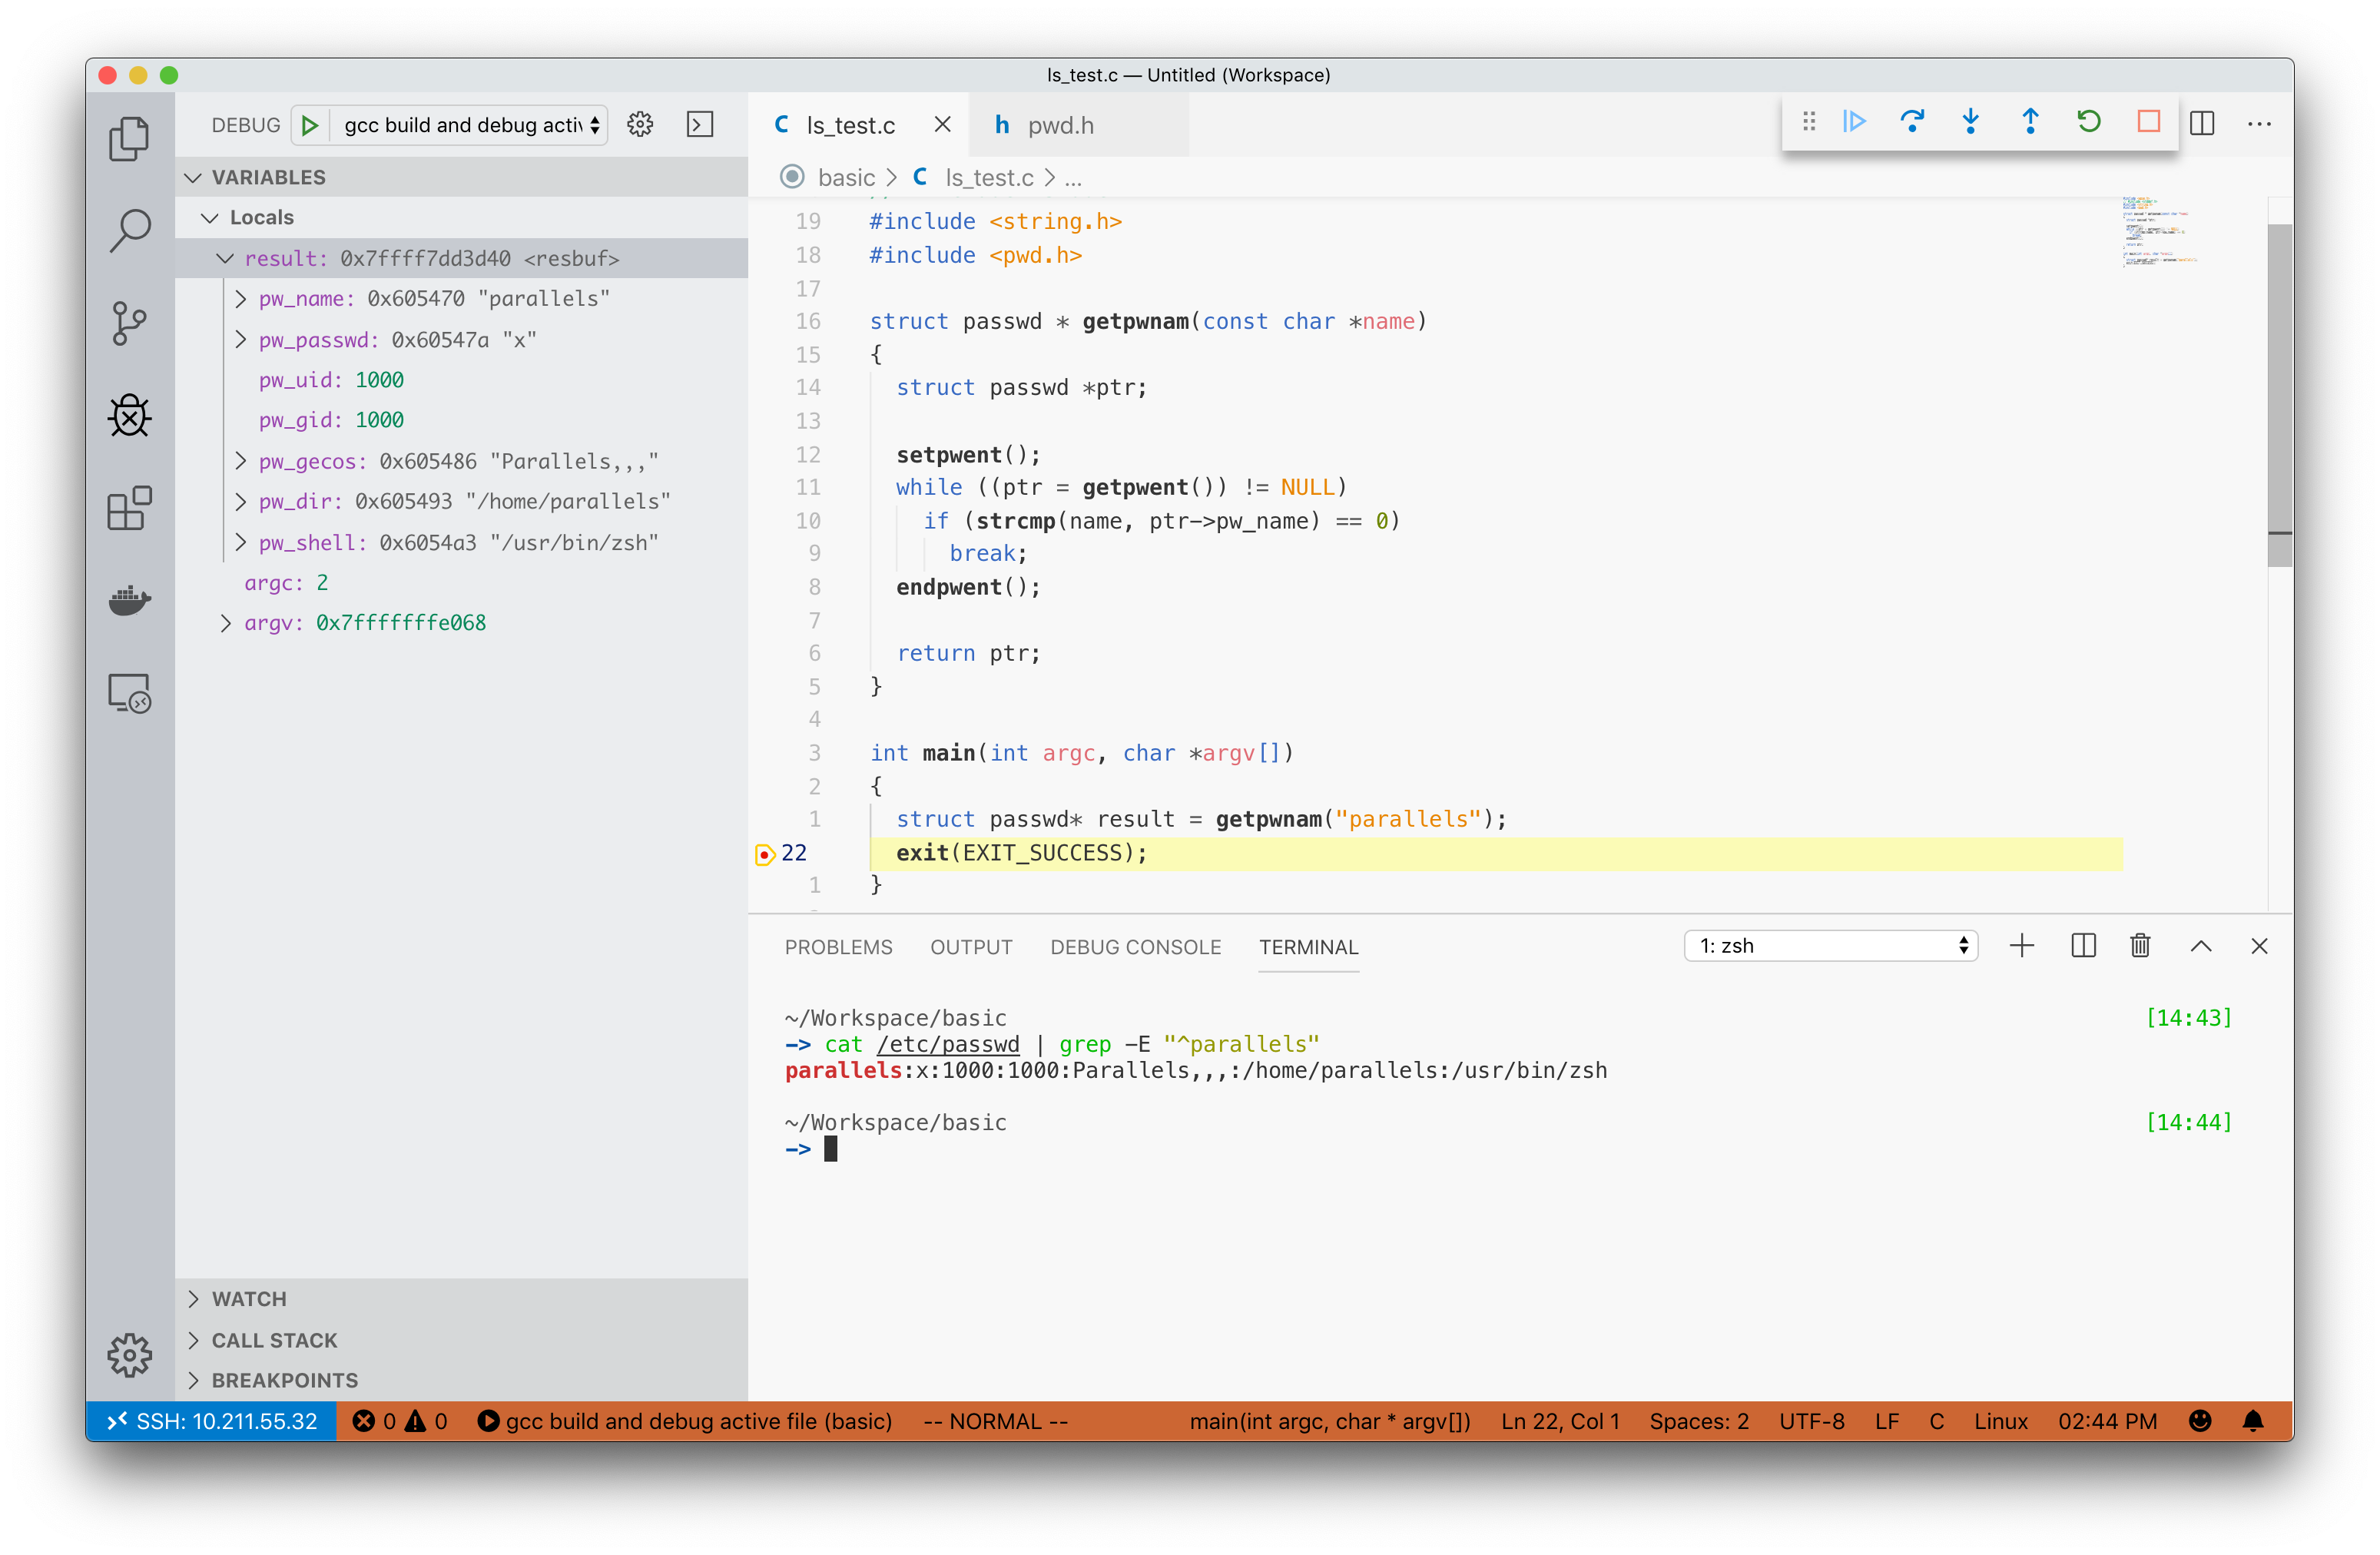 ls_test.c — Untitled (Workspace)
DEBUG gcc build and debug activ
VARIABLES
Locals
result: 0x7ffff7dd3d40 <resbuf>
pw_name: 0x605470 "parallels"
pw_passwd: 0x60547a "x"
pw_uid: 1000
pw_gid: 1000
pw_gecos: 0x605486 "Parallels,,,"
pw_dir: 0x605493 "/home/parallels"
pw_shell: 0x6054a3 "/usr/bin/zsh"
argc: 2
argv: 0x7fffffffe068
WATCH
CALL STACK
BREAKPOINTS
C ls_test.c h pwd.h
basic > C ls_test.c > ...
19 #include <string.h>
18 #include <pwd.h>
17
16 struct passwd * getpwnam(const char *name)
15 {
14 struct passwd *ptr;
13
12 setpwent();
11 while ((ptr = getpwent()) != NULL)
10 if (strcmp(name, ptr->pw_name) == 0)
9 break;
8 endpwent();
7
6 return ptr;
5 }
4
3 int main(int argc, char *argv[])
2 {
1 struct passwd* result = getpwnam("parallels");
22 exit(EXIT_SUCCESS);
1 }
PROBLEMS OUTPUT DEBUG CONSOLE TERMINAL 1: zsh
~/Workspace/basic [14:43]
-> cat /etc/passwd | grep -E "^parallels"
parallels:x:1000:1000:Parallels,,,:/home/parallels:/usr/bin/zsh
~/Workspace/basic [14:44]
->
SSH: 10.211.55.32 0 0 gcc build and debug active file (basic) -- NORMAL -- main(int argc, char * argv[]) Ln 22, Col 1 Spaces: 2 UTF-8 LF C Linux 02:44 PM